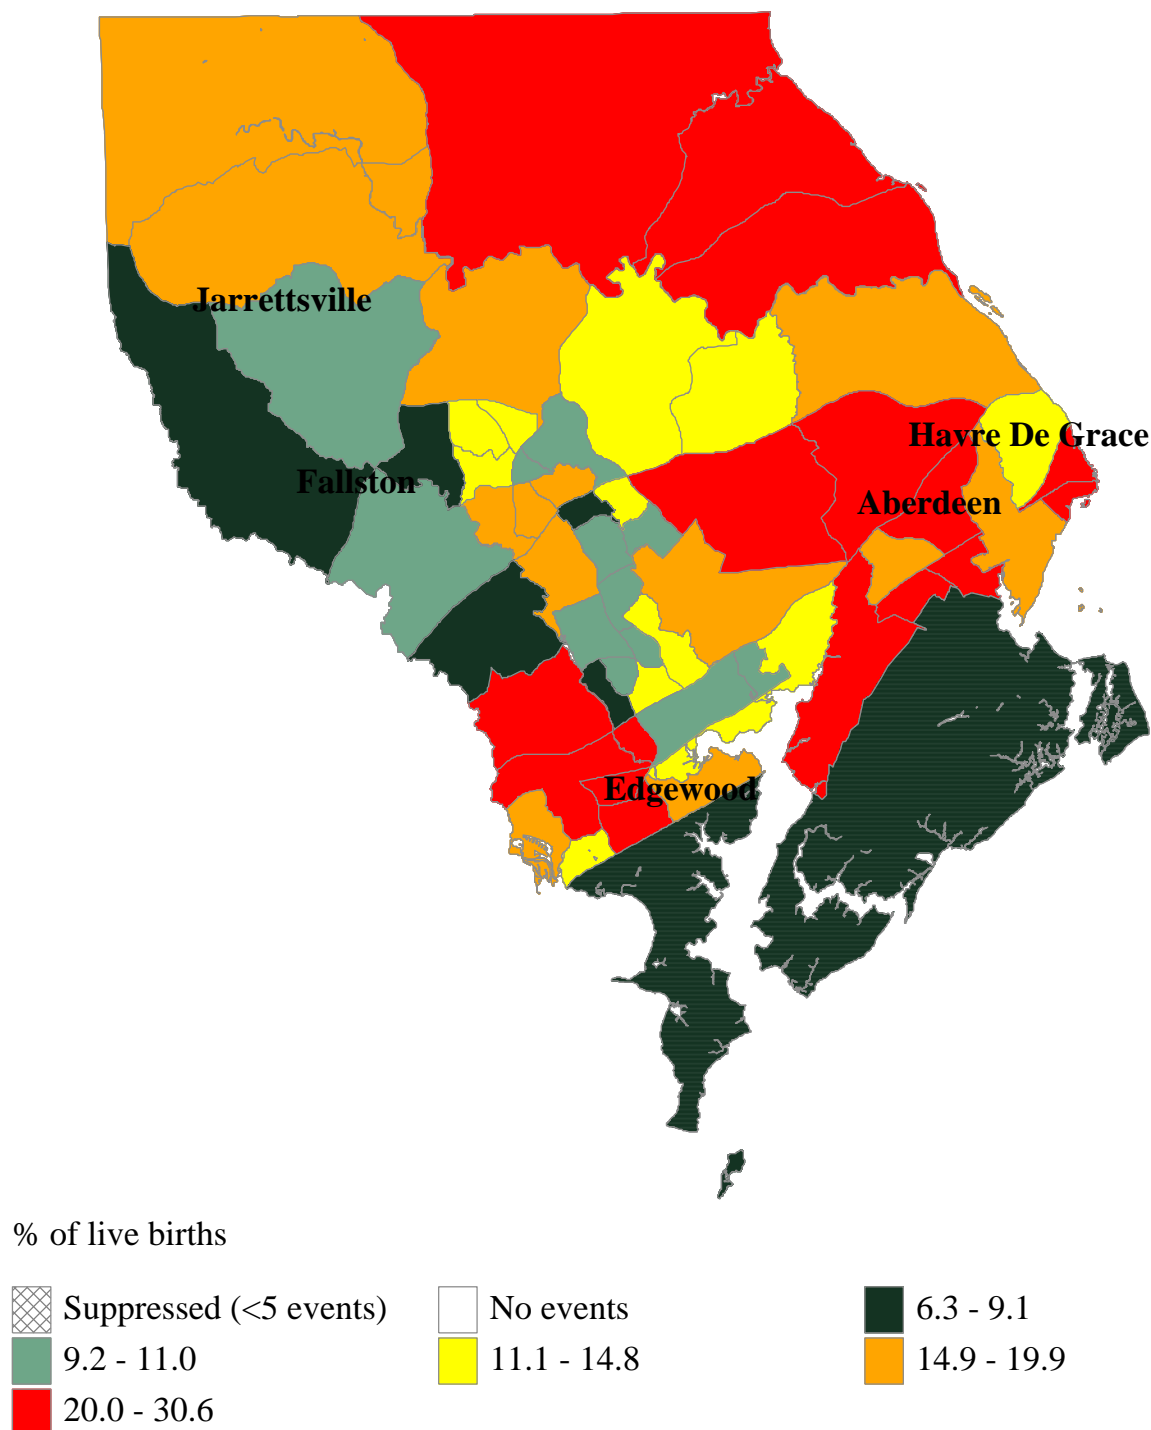 Jarrettsville
Havre De Grace
Fallston
Aberdeen
Edgewood
% of live births
Suppressed (<5 events)
No events
6.3 - 9.1
9.2 - 11.0
11.1 - 14.8
14.9 - 19.9
20.0 - 30.6